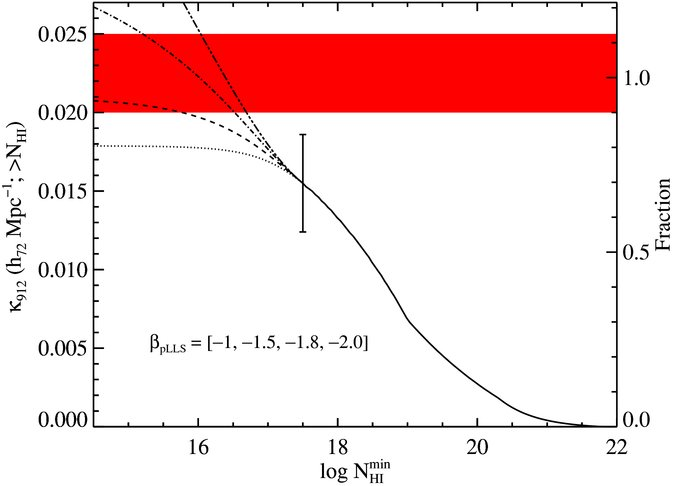 0.025
0.020
0.015
0.010
0.005
0.000
κ912 (h72 Mpc−1; >NHI)
1.0
0.5
0.0
Fraction
βpLLS = [−1, −1.5, −1.8, −2.0]
16 18 20 22
log NHImin